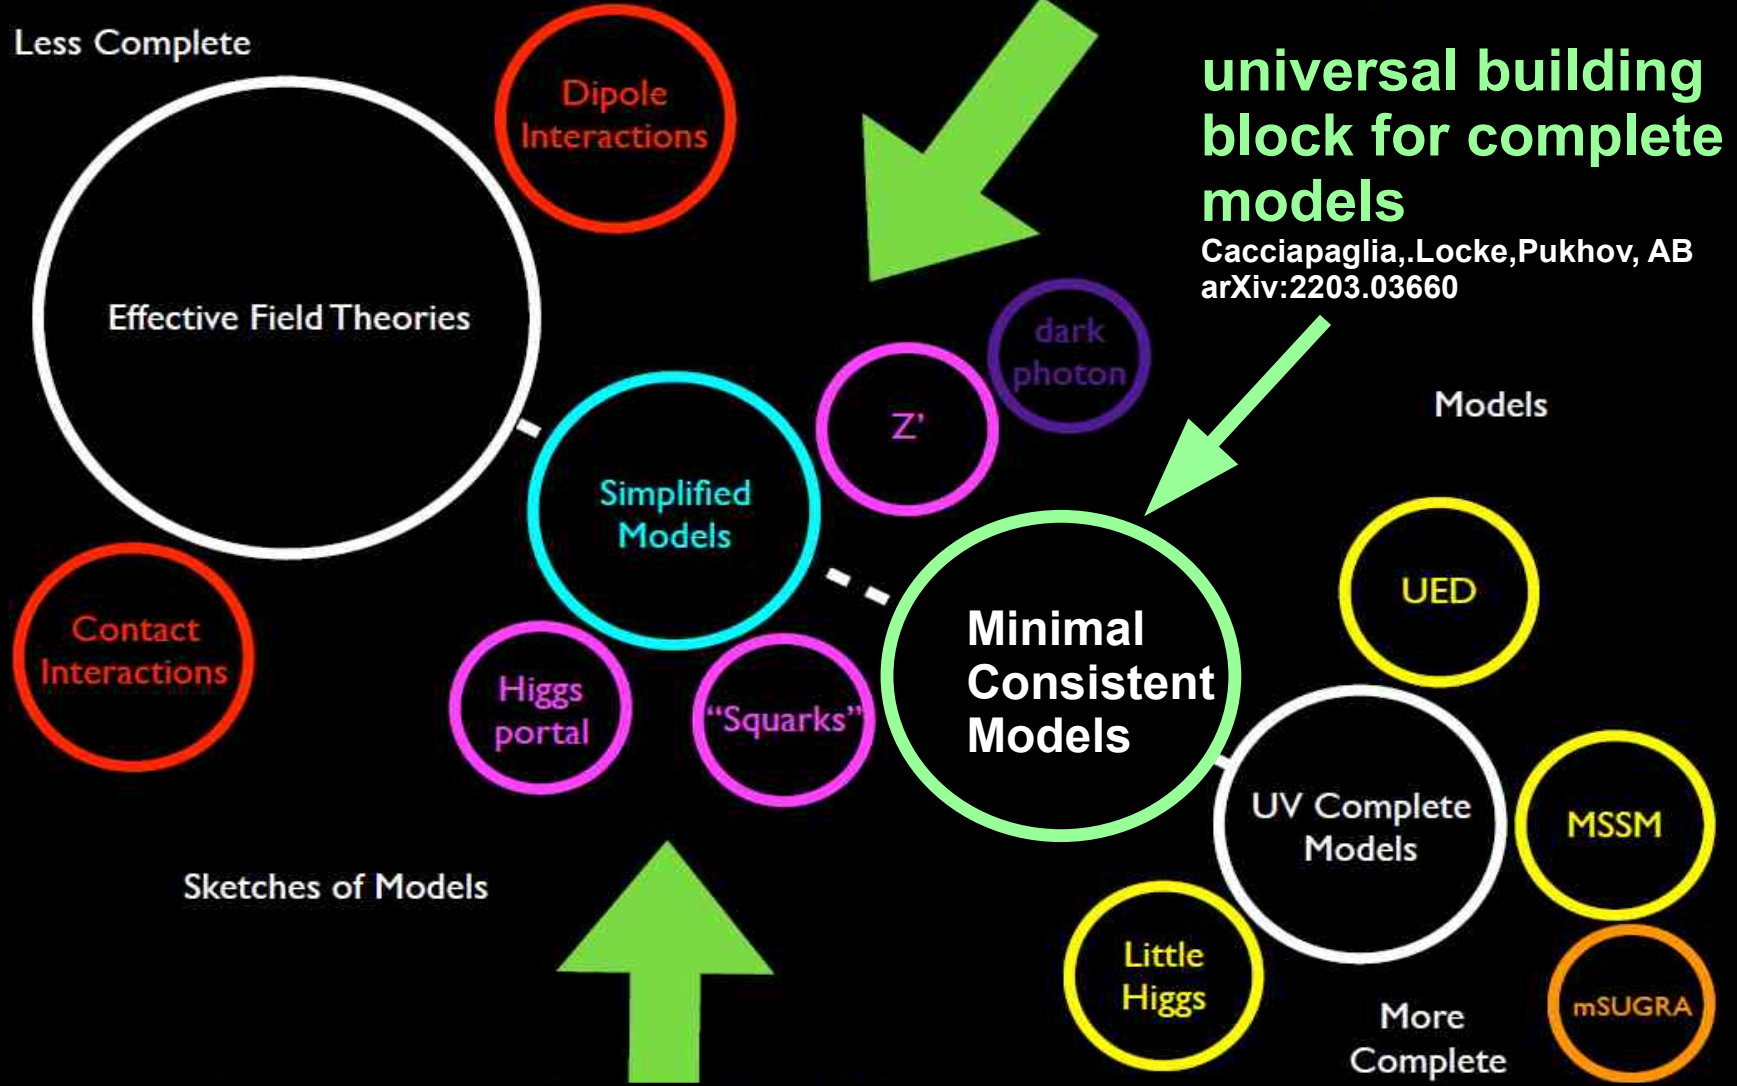 Less Complete
Dipole
Interactions
universal building
block for complete
models
Cacciapaglia,.Locke,Pukhov, AB
arXiv:2203.03660
Effective Field Theories
dark
photon
Z’
Models
Simplified
Models
UED
Contact
Interactions
Higgs
portal
“Squarks”
Minimal
Consistent
Models
UV Complete
Models
MSSM
Sketches of Models
Little
Higgs
More
Complete
mSUGRA